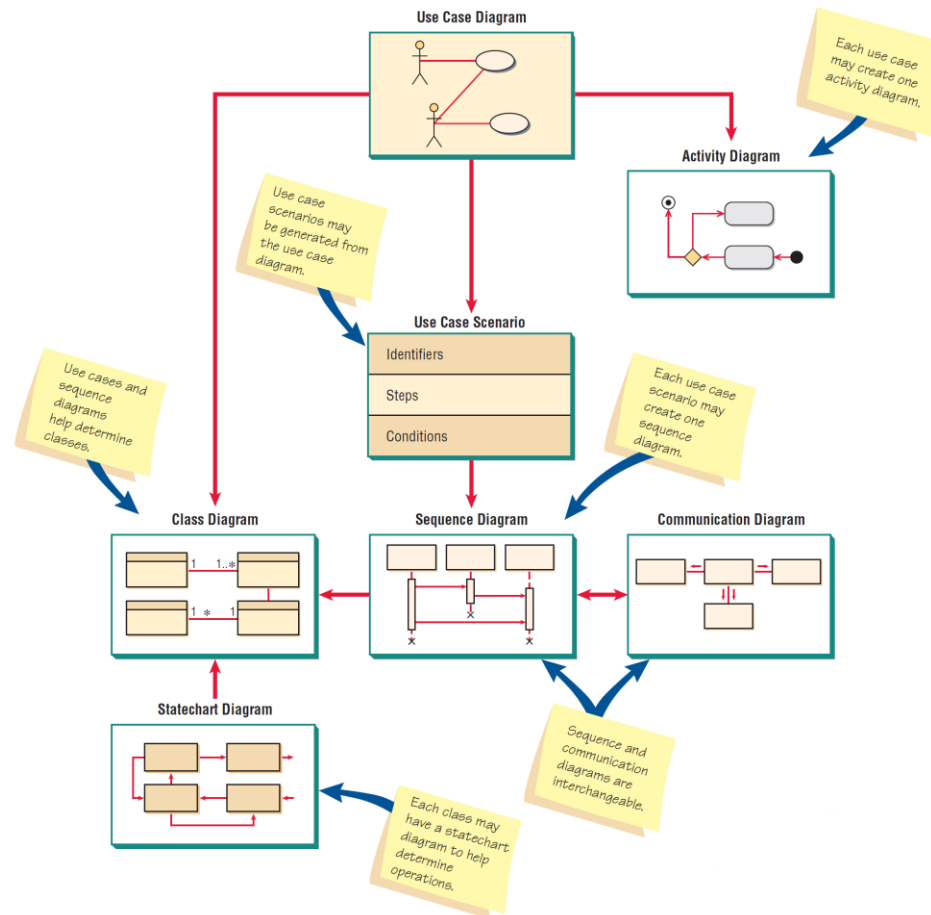 Use Case Diagram
Each use case
may create one
activity diagram.
Activity Diagram
Use case
scenarios may
be generated from
the use case
diagram.
Use Case Scenario
Identifiers
Steps
Conditions
Use cases and
sequence
diagrams
help determine
classes.
Each use case
scenario may
create one
sequence
diagram.
Class Diagram
1 1..*
1 * 1
Sequence Diagram
Communication Diagram
Statechart Diagram
Sequence and
communication
diagrams are
interchangeable.
Each class may
have a statechart
diagram to help
determine
operations.